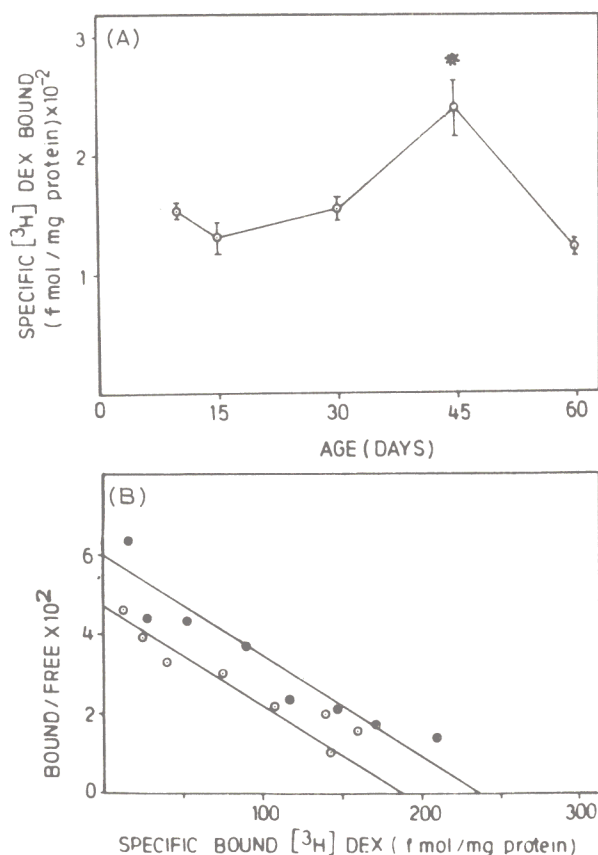 (A)
SPECIFIC [³H] DEX BOUND
(f mol/mg protein)x10⁻²
3
2
1
*
0 15 30 45 60
AGE (DAYS)
(B)
BOUND/FREE X10²
6
4
2
0
100 200 300
SPECIFIC BOUND [³H] DEX (f mol/mg protein)